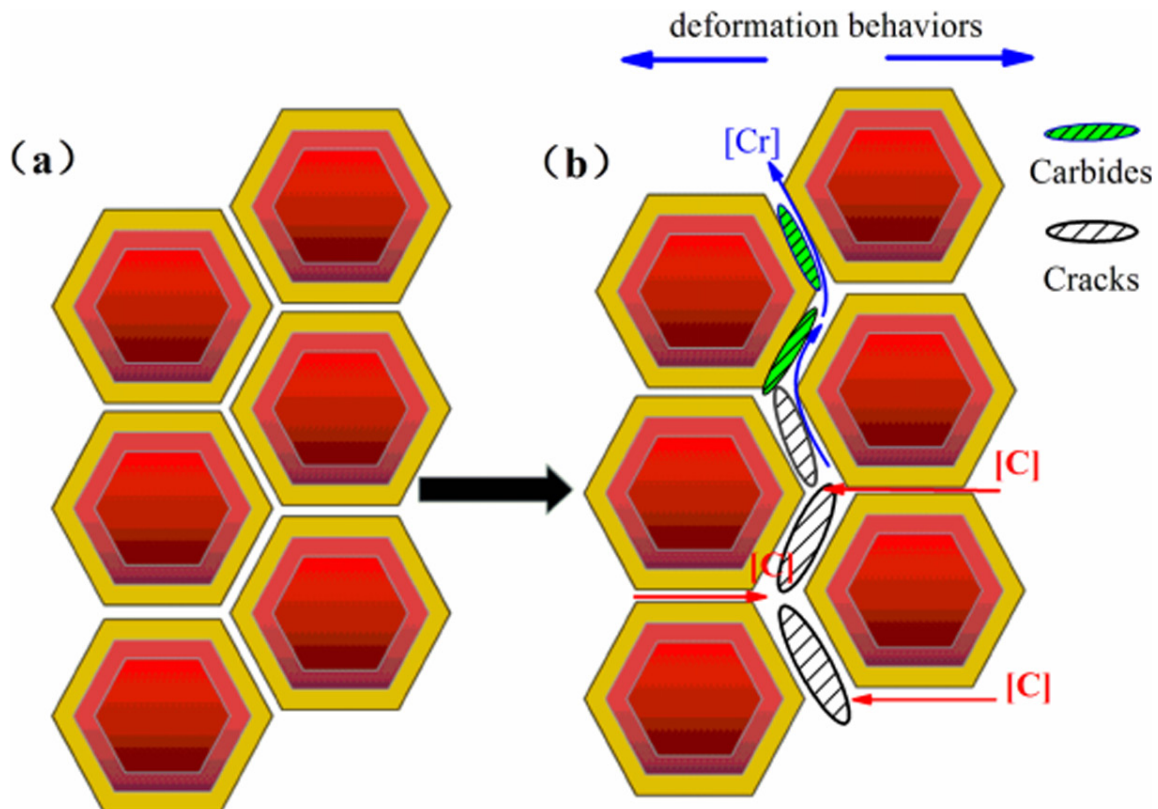 deformation behaviors
(a)
(b)
[Cr]
Carbides
Cracks
[C]
[C]
[C]